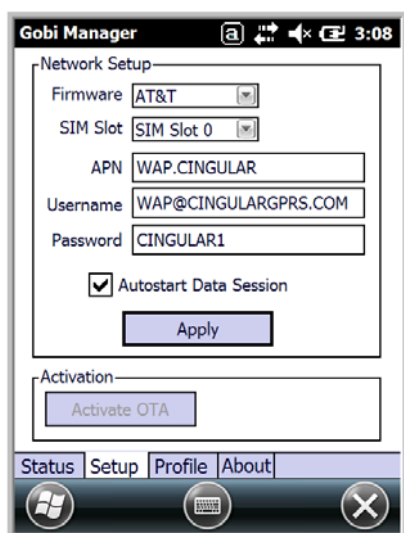 Gobi Manager a 3:08
Network Setup
Firmware AT&T
SIM Slot SIM Slot 0
APN WAP.CINGULAR
Username WAP@CINGULARGPRS.COM
Password CINGULAR1
Autostart Data Session
Apply
Activation
Activate OTA
Status Setup Profile About